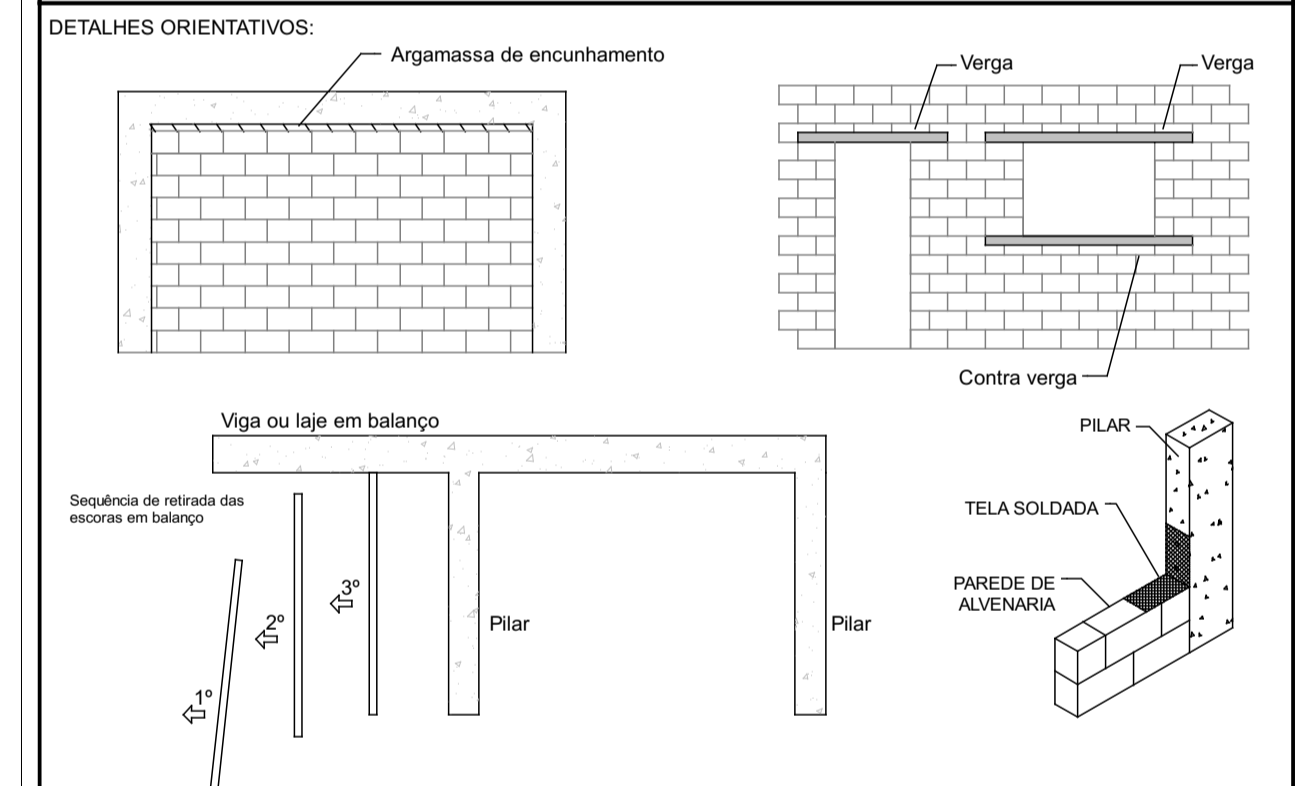 DETALHES ORIENTATIVOS:
Argamassa de encunhamento
Verga
Verga
Contra verga
Viga ou laje em balanço
Sequência de retirada das
escoras em balanço
1º
2º
3º
Pilar
Pilar
PILAR
TELA SOLDADA
PAREDE DE
ALVENARIA